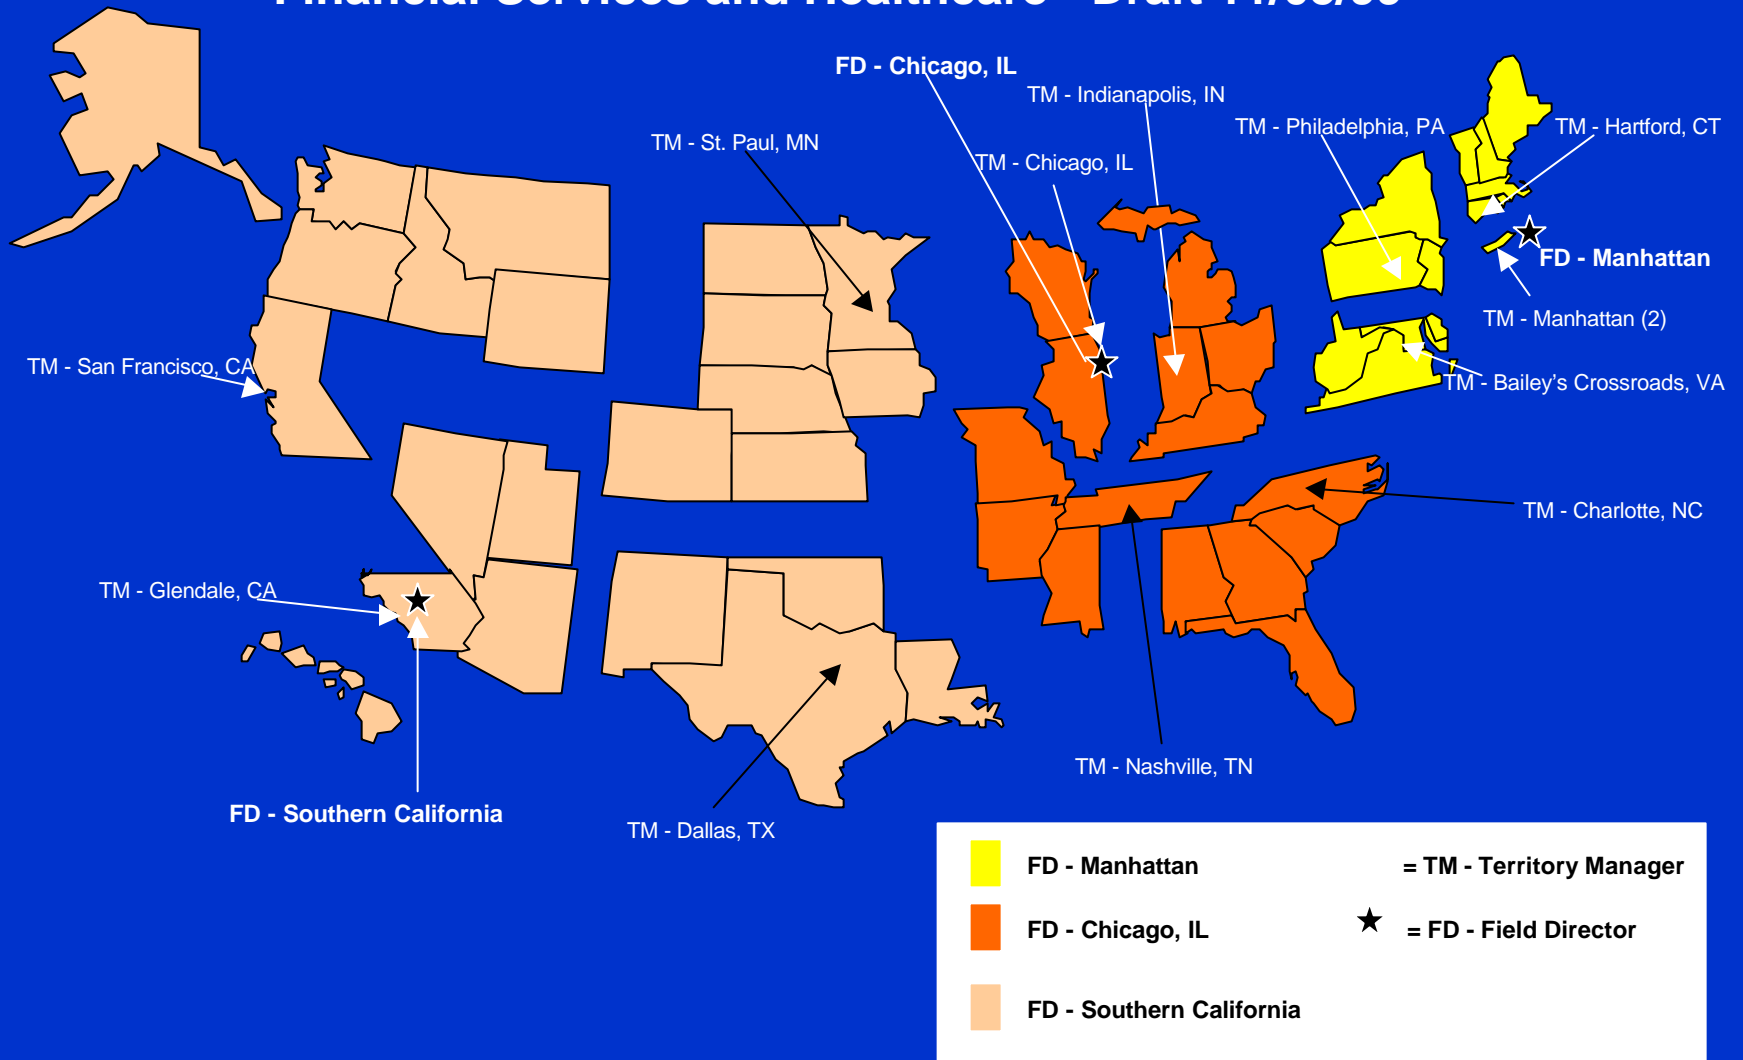 FD - Chicago, IL
TM - Indianapolis, IN
TM - Philadelphia, PA
TM - Hartford, CT
TM - St. Paul, MN
TM - Chicago, IL
FD - Manhattan
TM - Manhattan (2)
TM - San Francisco, CA
TM - Bailey’s Crossroads, VA
TM - Charlotte, NC
TM - Glendale, CA
TM - Nashville, TN
FD - Southern California
TM - Dallas, TX
FD - Manhattan = TM - Territory Manager
FD - Chicago, IL = FD - Field Director
FD - Southern California